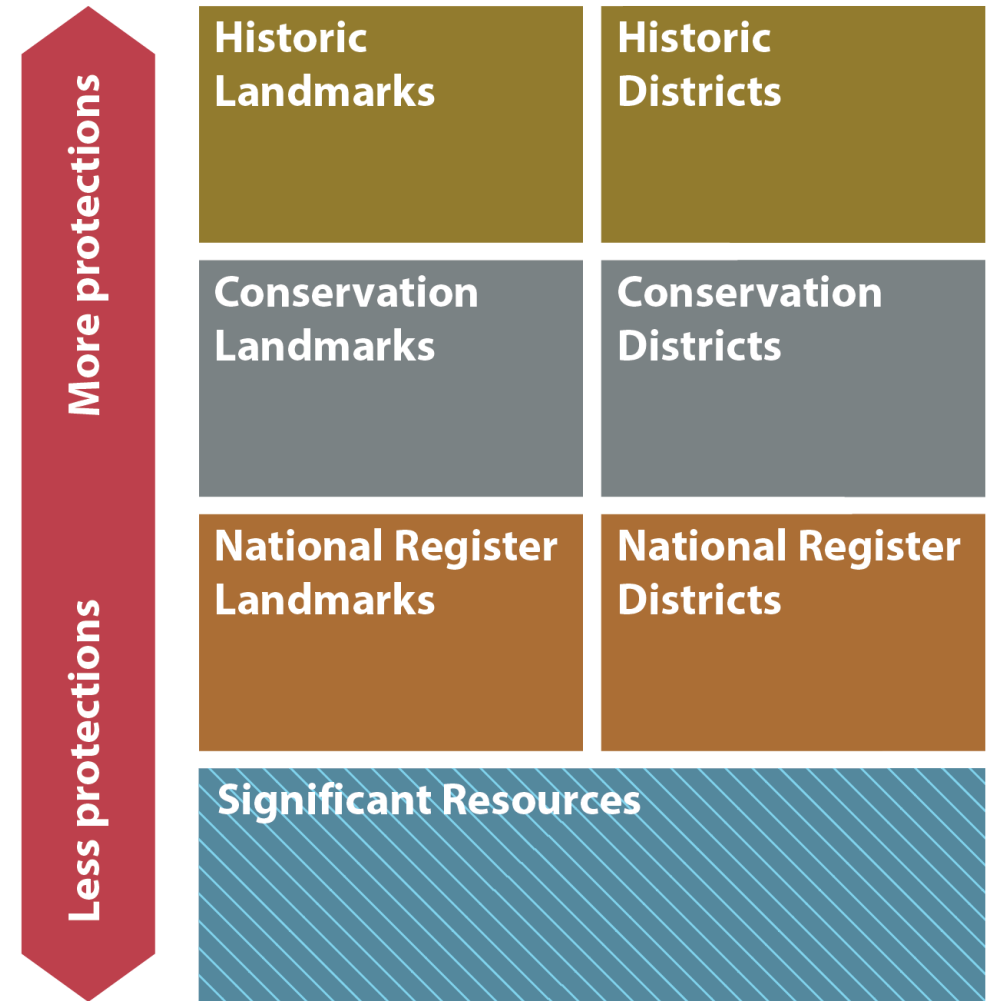 More protections
Less protections
Historic
Landmarks
Historic
Districts
Conservation
Landmarks
Conservation
Districts
National Register
Landmarks
National Register
Districts
Significant Resources